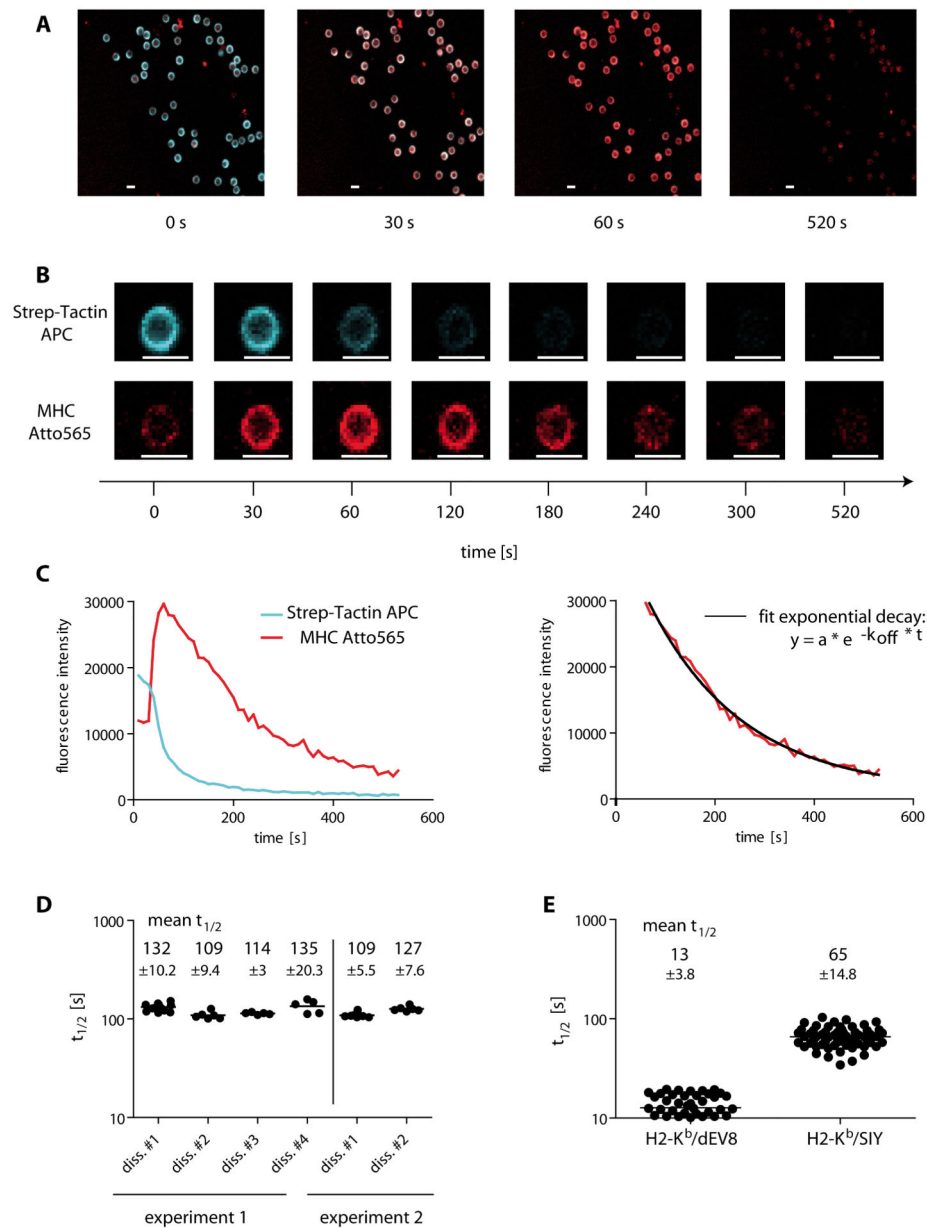 A
0 s 30 s 60 s 520 s
B
Strep-Tactin
APC
MHC
Atto565
0 30 60 120 180 240 300 520
time [s]
C
30000
20000
10000
0
fluorescence intensity
Strep-Tactin APC
MHC Atto565
0 200 400 600
time [s]
30000
20000
10000
0
fluorescence intensity
fit exponential decay:
y = a * e -koff * t
0 200 400 600
time [s]
D
1000
100
10
t1/2 [s]
mean t1/2
132 109 114 135 109 127
±10.2 ±9.4 ±3 ±20.3 ±5.5 ±7.6
diss. #1 diss. #2 diss. #3 diss. #4 diss. #1 diss. #2
experiment 1 experiment 2
E
1000
100
10
t1/2 [s]
mean t1/2
13 65
±3.8 ±14.8
H2-Kb/dEV8 H2-Kb/SIY